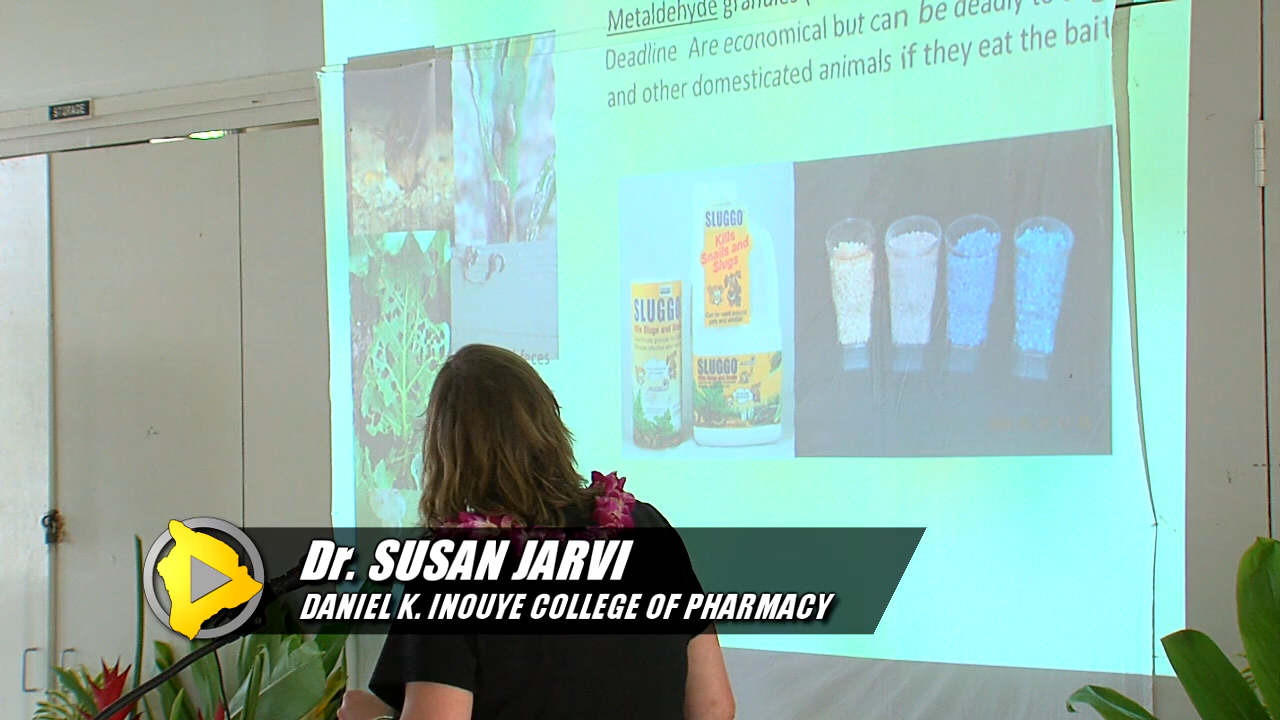 Metaldehyde granules
Deadline Are economical but can be deadly to
and other domesticated animals if they eat the bait
STORAGE
SLUGGO
Kills
Snails and
Slugs
SLUGGO
Kills Slugs and
SLUGGO
faces
Dr. SUSAN JARVI
DANIEL K. INOUYE COLLEGE OF PHARMACY